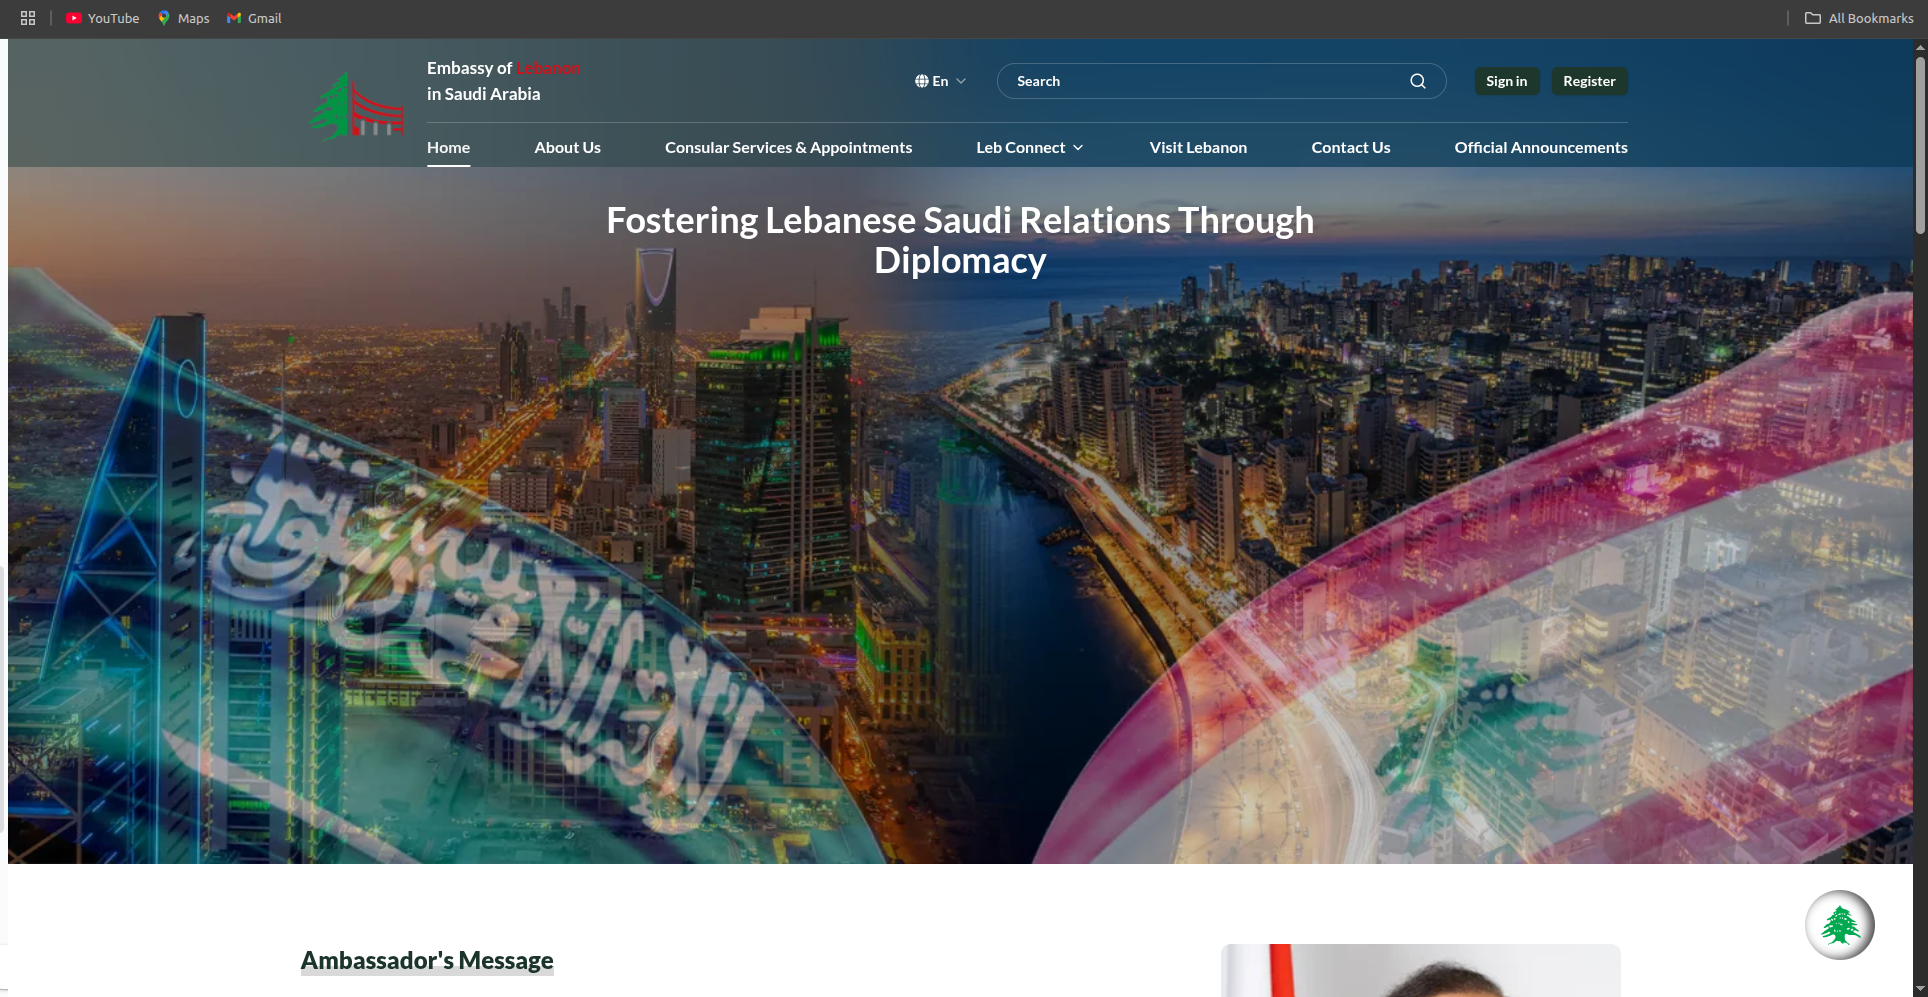 YouTube
Maps
Gmail
All Bookmarks
Embassy of Lebanon
in Saudi Arabia
En
Search
Sign in
Register
Home
About Us
Consular Services & Appointments
Leb Connect
Visit Lebanon
Contact Us
Official Announcements
Fostering Lebanese Saudi Relations Through
Diplomacy
Ambassador's Message